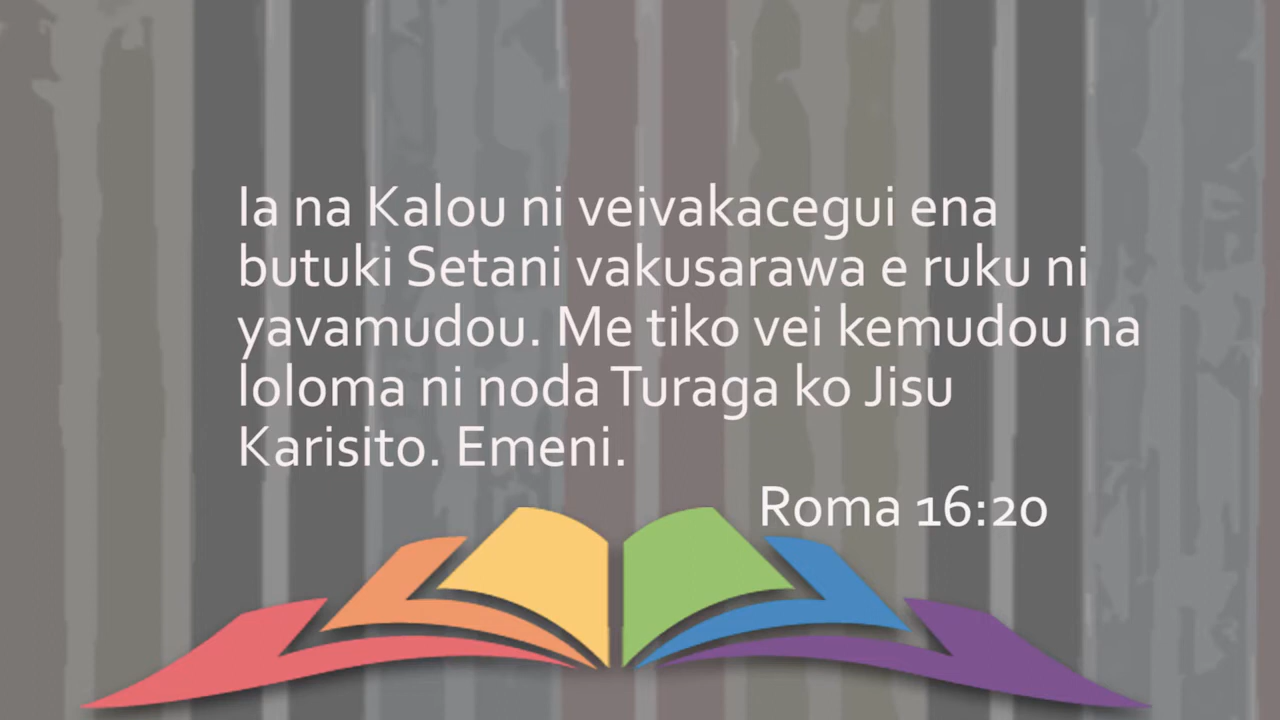 Ia na Kalou ni veivakacegui ena
butuki Setani vakusarawa e ruku ni
yavamudou. Me tiko vei kemudou na
loloma ni noda Turaga ko Jisu
Karisito. Emeni.
Roma 16:20